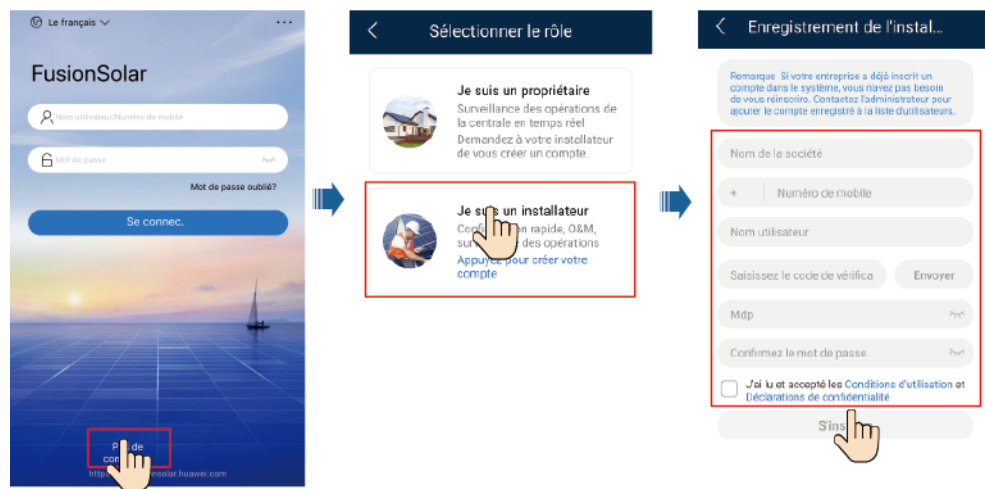 Le français
FusionSolar
Nom utilisateur/Numéro de mobile
Mot de passe
Mot de passe oublié?
Se connec.
de
Sélectionner le rôle
Je suis un propriétaire
Surveillance des opérations de
la centrale en temps réel
Demandez à votre installateur
de vous créer un compte.
Je un installateur
rapide, O&M,
des opérations
Appuyez pour créer votre
compte
Enregistrement de l'instal...
Remarque Si votre entreprise a déjà inscrit un
compte dans le système, vous n'avez pas besoin
de vous réinscrire. Contactez l'administrateur pour
ajouter le compte enregistré à la liste d'utilisateurs.
Nom de la société
+ Numéro de mobile
Nom utilisateur
Saisissez le code de vérifica Envoyer
Mdp
Confirmez le mot de passe.
J'ai lu et accepté les Conditions d'utilisation et
Déclarations de confidentialité